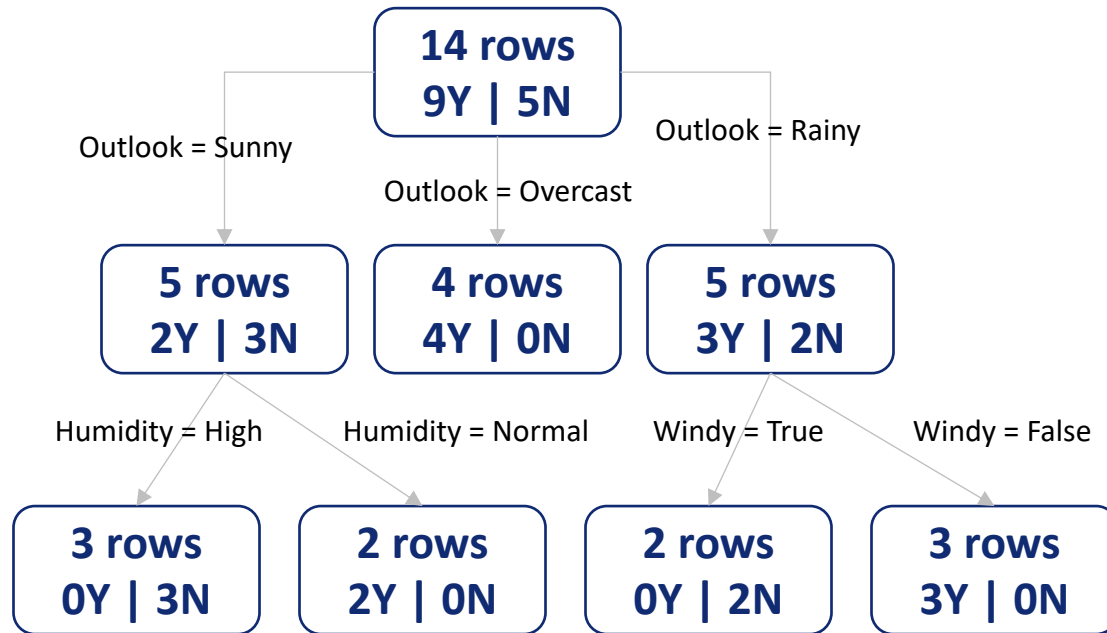 14 rows
9Y | 5N
Outlook = Sunny
Outlook = Rainy
Outlook = Overcast
5 rows
2Y | 3N
4 rows
4Y | 0N
5 rows
3Y | 2N
Humidity = High
Humidity = Normal
Windy = True
Windy = False
3 rows
0Y | 3N
2 rows
2Y | 0N
2 rows
0Y | 2N
3 rows
3Y | 0N